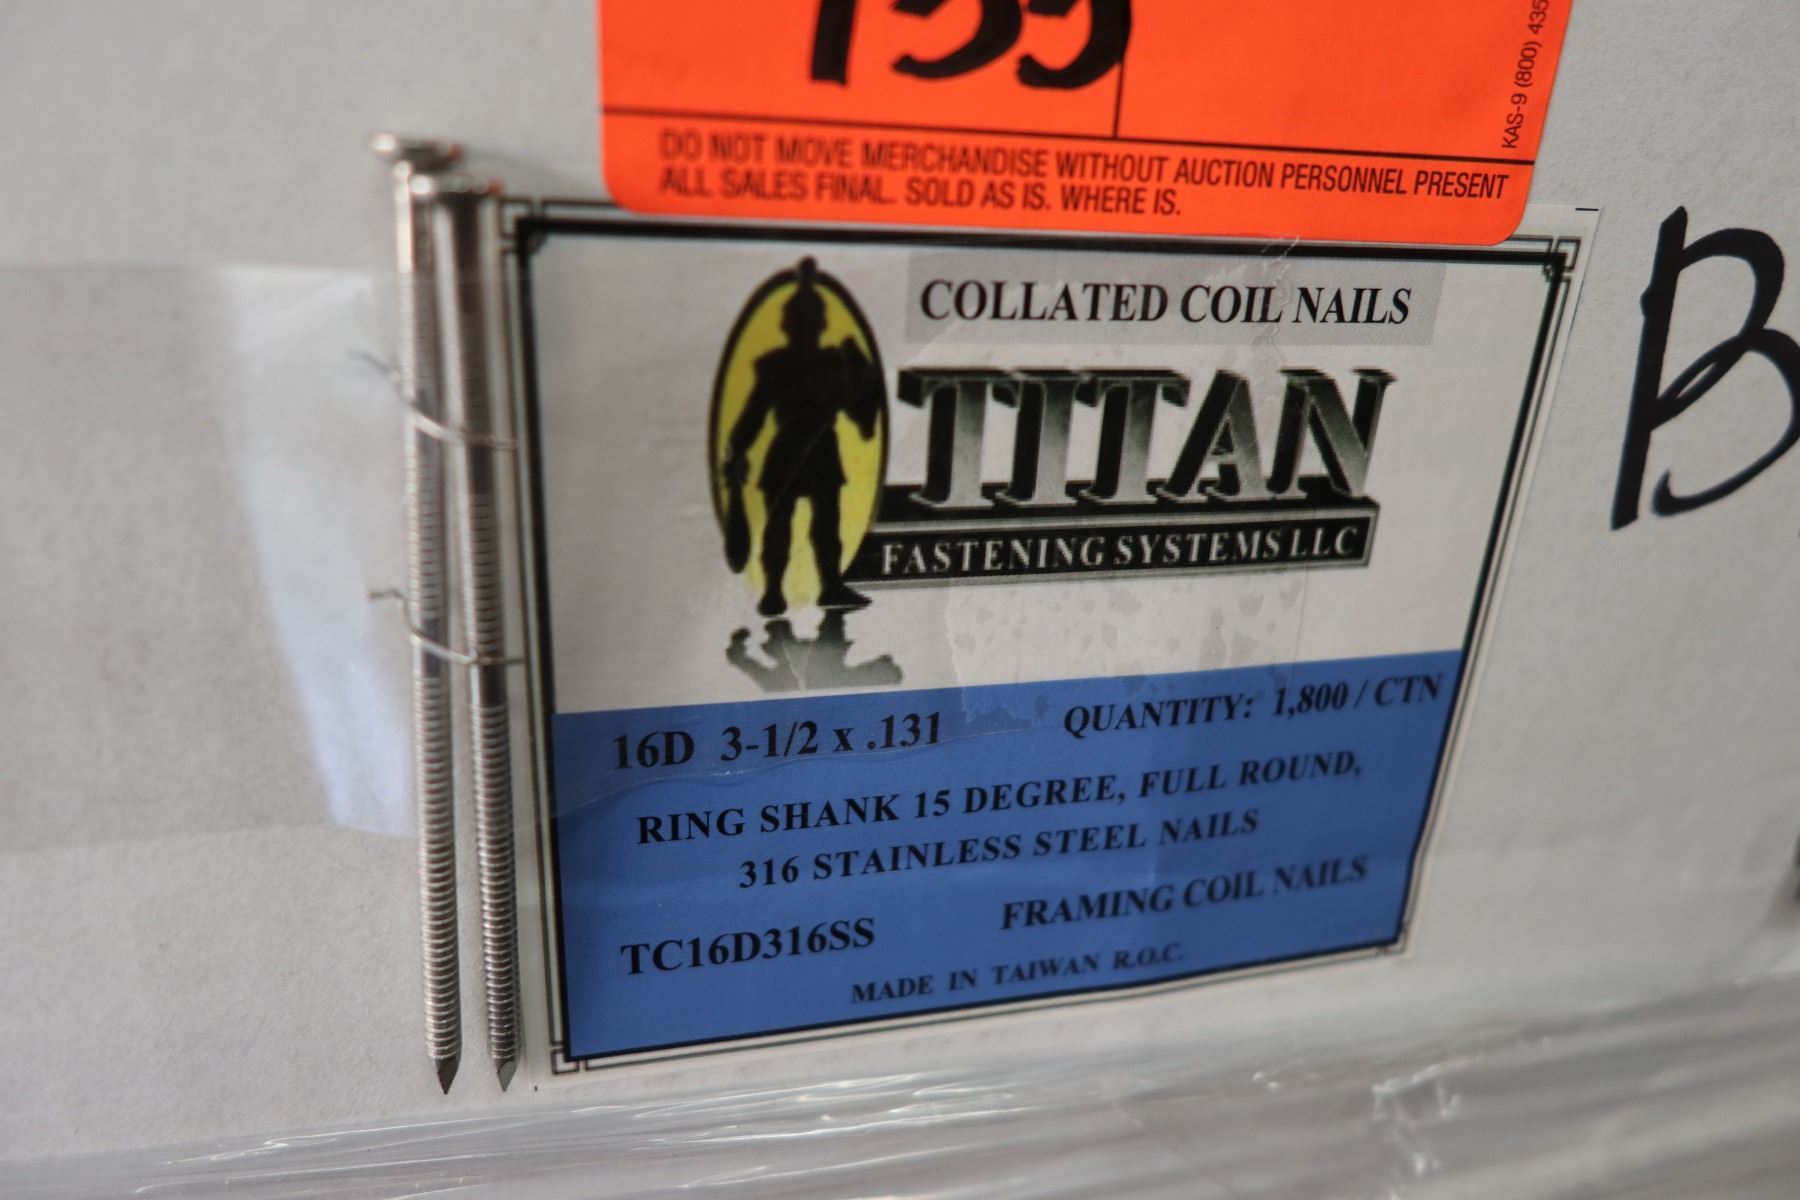 KAS-9 (800) 435
DO NOT MOVE MERCHANDISE WITHOUT AUCTION PERSONNEL PRESENT
ALL SALES FINAL. SOLD AS IS. WHERE IS.
B
COLLATED COIL NAILS
TITAN
FASTENING SYSTEMS LLC
16D 3-1/2 x .131 QUANTITY: 1,800 / CTN
RING SHANK 15 DEGREE, FULL ROUND,
316 STAINLESS STEEL NAILS
TC16D316SS FRAMING COIL NAILS
MADE IN TAIWAN R.O.C.